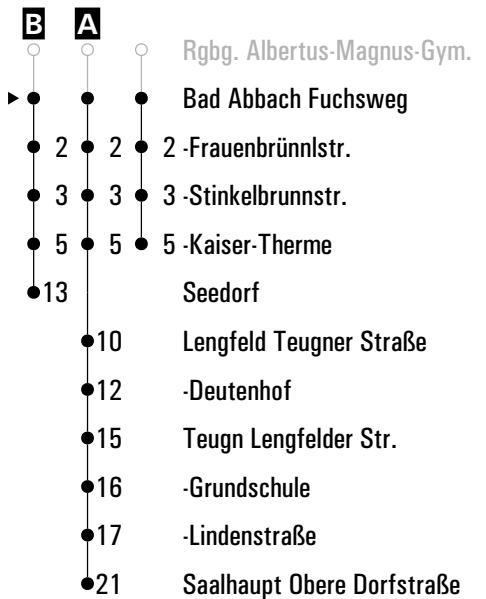 B A
Rgbg. Albertus-Magnus-Gym.
Bad Abbach Fuchsweg
2 2 2 -Frauenbrünnlstr.
3 3 3 -Stinkelbrunnstr.
5 5 5 -Kaiser-Therme
13 Seedorf
10 Lengfeld Teugner Straße
12 -Deutenhof
15 Teugn Lengfelder Str.
16 -Grundschule
17 -Lindenstraße
21 Saalhaupt Obere Dorfstraße